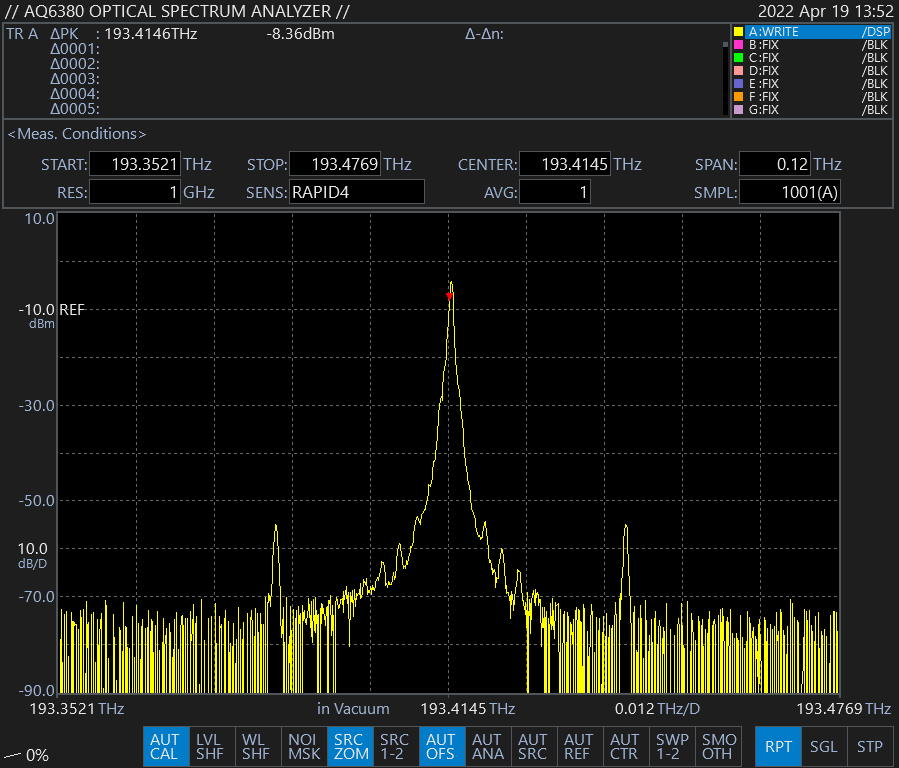 // AQ6380 OPTICAL SPECTRUM ANALYZER // 2022 Apr 19 13:52
TR A ΔPK : 193.4146THz -8.36dBm Δ-Δn:
Δ0001:
Δ0002:
Δ0003:
Δ0004:
Δ0005:
A:WRITE /DSP
B:FIX /BLK
C:FIX /BLK
D:FIX /BLK
E :FIX /BLK
F :FIX /BLK
G:FIX /BLK
<Meas. Conditions>
START: 193.3521 THz STOP: 193.4769 THz CENTER: 193.4145 THz SPAN: 0.12 THz
RES: 1 GHz SENS: RAPID4 AVG: 1 SMPL: 1001(A)
10.0
-10.0 REF
dBm
-30.0
-50.0
10.0
dB/D
-70.0
-90.0
193.3521 THz in Vacuum 193.4145 THz 0.012 THz/D 193.4769 THz
0%
AUT CAL
LVL SHF
WL SHF
NOI MSK
SRC ZOM
SRC 1-2
AUT OFS
AUT ANA
AUT SRC
AUT REF
AUT CTR
SWP 1-2
SMO OTH
RPT
SGL
STP